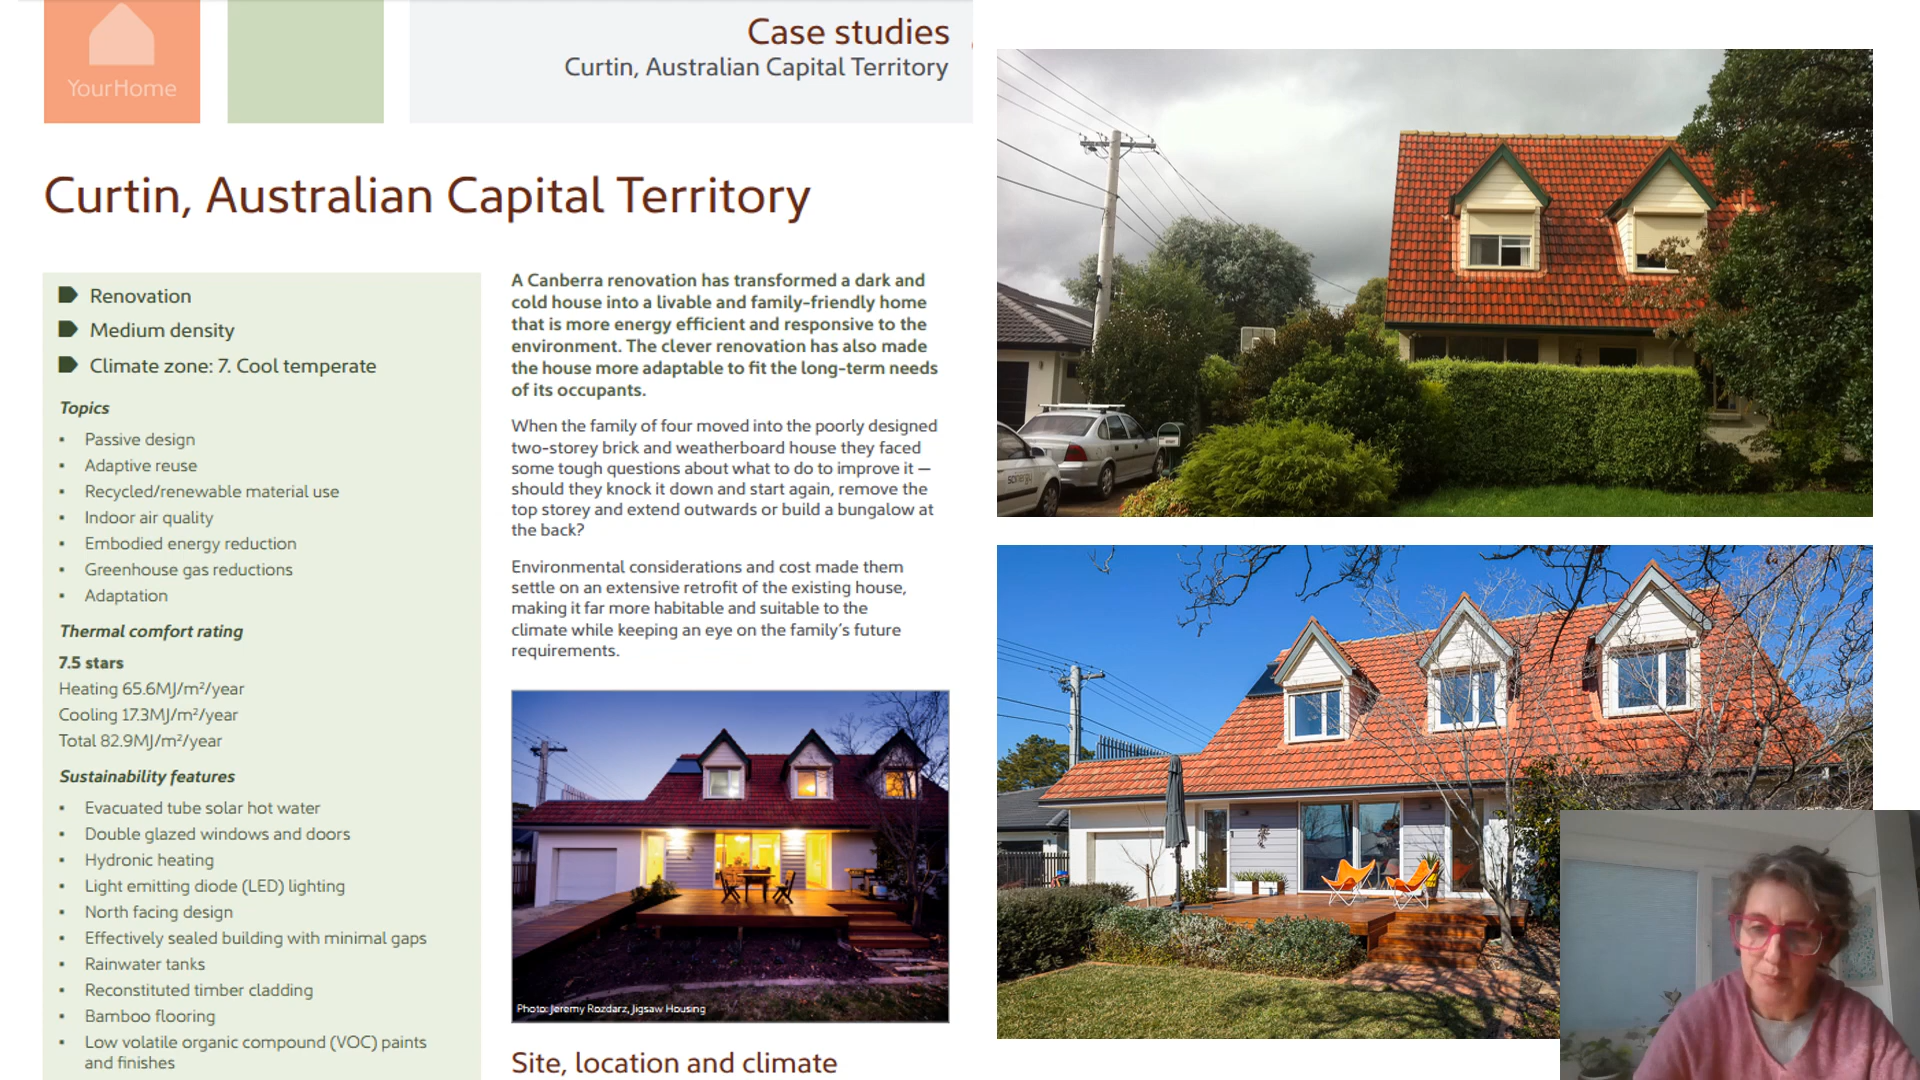 YourHome
Case studies
Curtin, Australian Capital Territory
Curtin, Australian Capital Territory
Renovation
Medium density
Climate zone: 7. Cool temperate
Topics
• Passive design
• Adaptive reuse
• Recycled/renewable material use
• Indoor air quality
• Embodied energy reduction
• Greenhouse gas reductions
• Adaptation
Thermal comfort rating
7.5 stars
Heating 65.6MJ/m²/year
Cooling 17.3MJ/m²/year
Total 82.9MJ/m²/year
Sustainability features
• Evacuated tube solar hot water
• Double glazed windows and doors
• Hydronic heating
• Light emitting diode (LED) lighting
• North facing design
• Effectively sealed building with minimal gaps
• Rainwater tanks
• Reconstituted timber cladding
• Bamboo flooring
• Low volatile organic compound (VOC) paints
and finishes
A Canberra renovation has transformed a dark and
cold house into a livable and family-friendly home
that is more energy efficient and responsive to the
environment. The clever renovation has also made
the house more adaptable to fit the long-term needs
of its occupants.
When the family of four moved into the poorly designed
two-storey brick and weatherboard house they faced
some tough questions about what to do to improve it —
should they knock it down and start again, remove the
top storey and extend outwards or build a bungalow at
the back?
Environmental considerations and cost made them
settle on an extensive retrofit of the existing house,
making it far more habitable and suitable to the
climate while keeping an eye on the family's future
requirements.
Photo: Jeremy Rozdarz, Jigsaw Housing
Site, location and climate